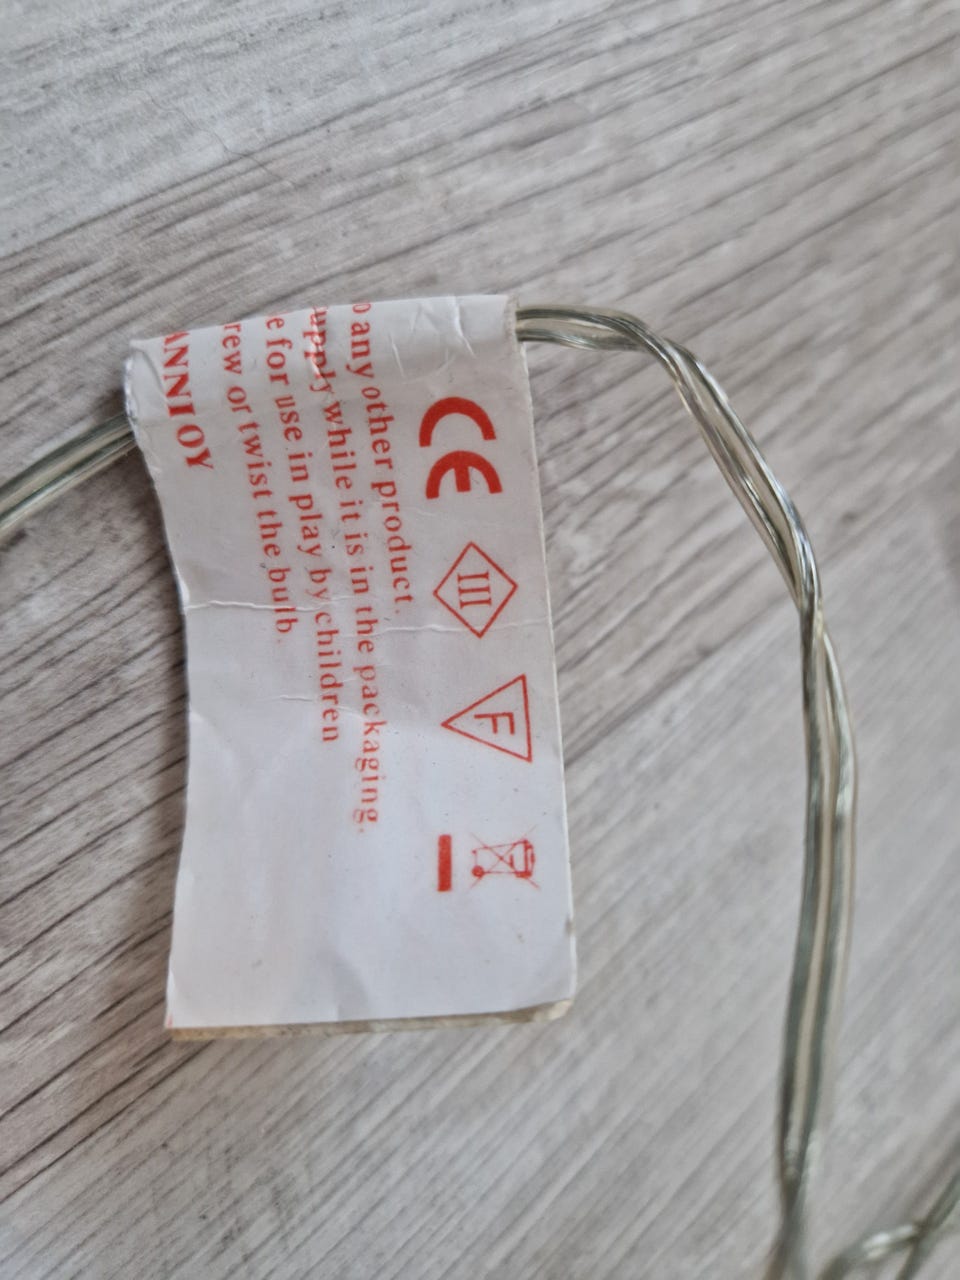 CE III F
any other product.
upply while it is in the packaging.
e for use in play by children
rew or twist the bulb.
ANNIOY